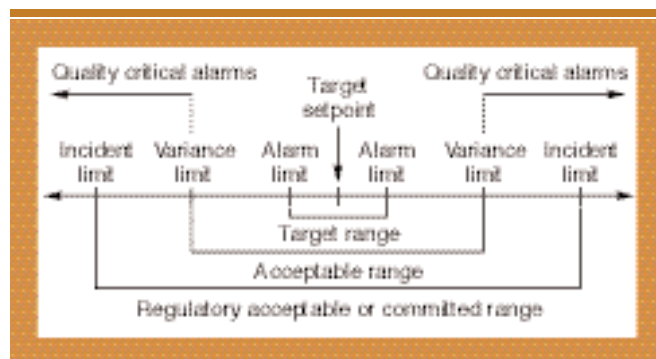 Quality critical alarms
Quality critical alarms
Target
setpoint
Incident
limit
Variance
limit
Alarm
limit
Alarm
limit
Variance
limit
Incident
limit
Target range
Acceptable range
Regulatory acceptable or committed range